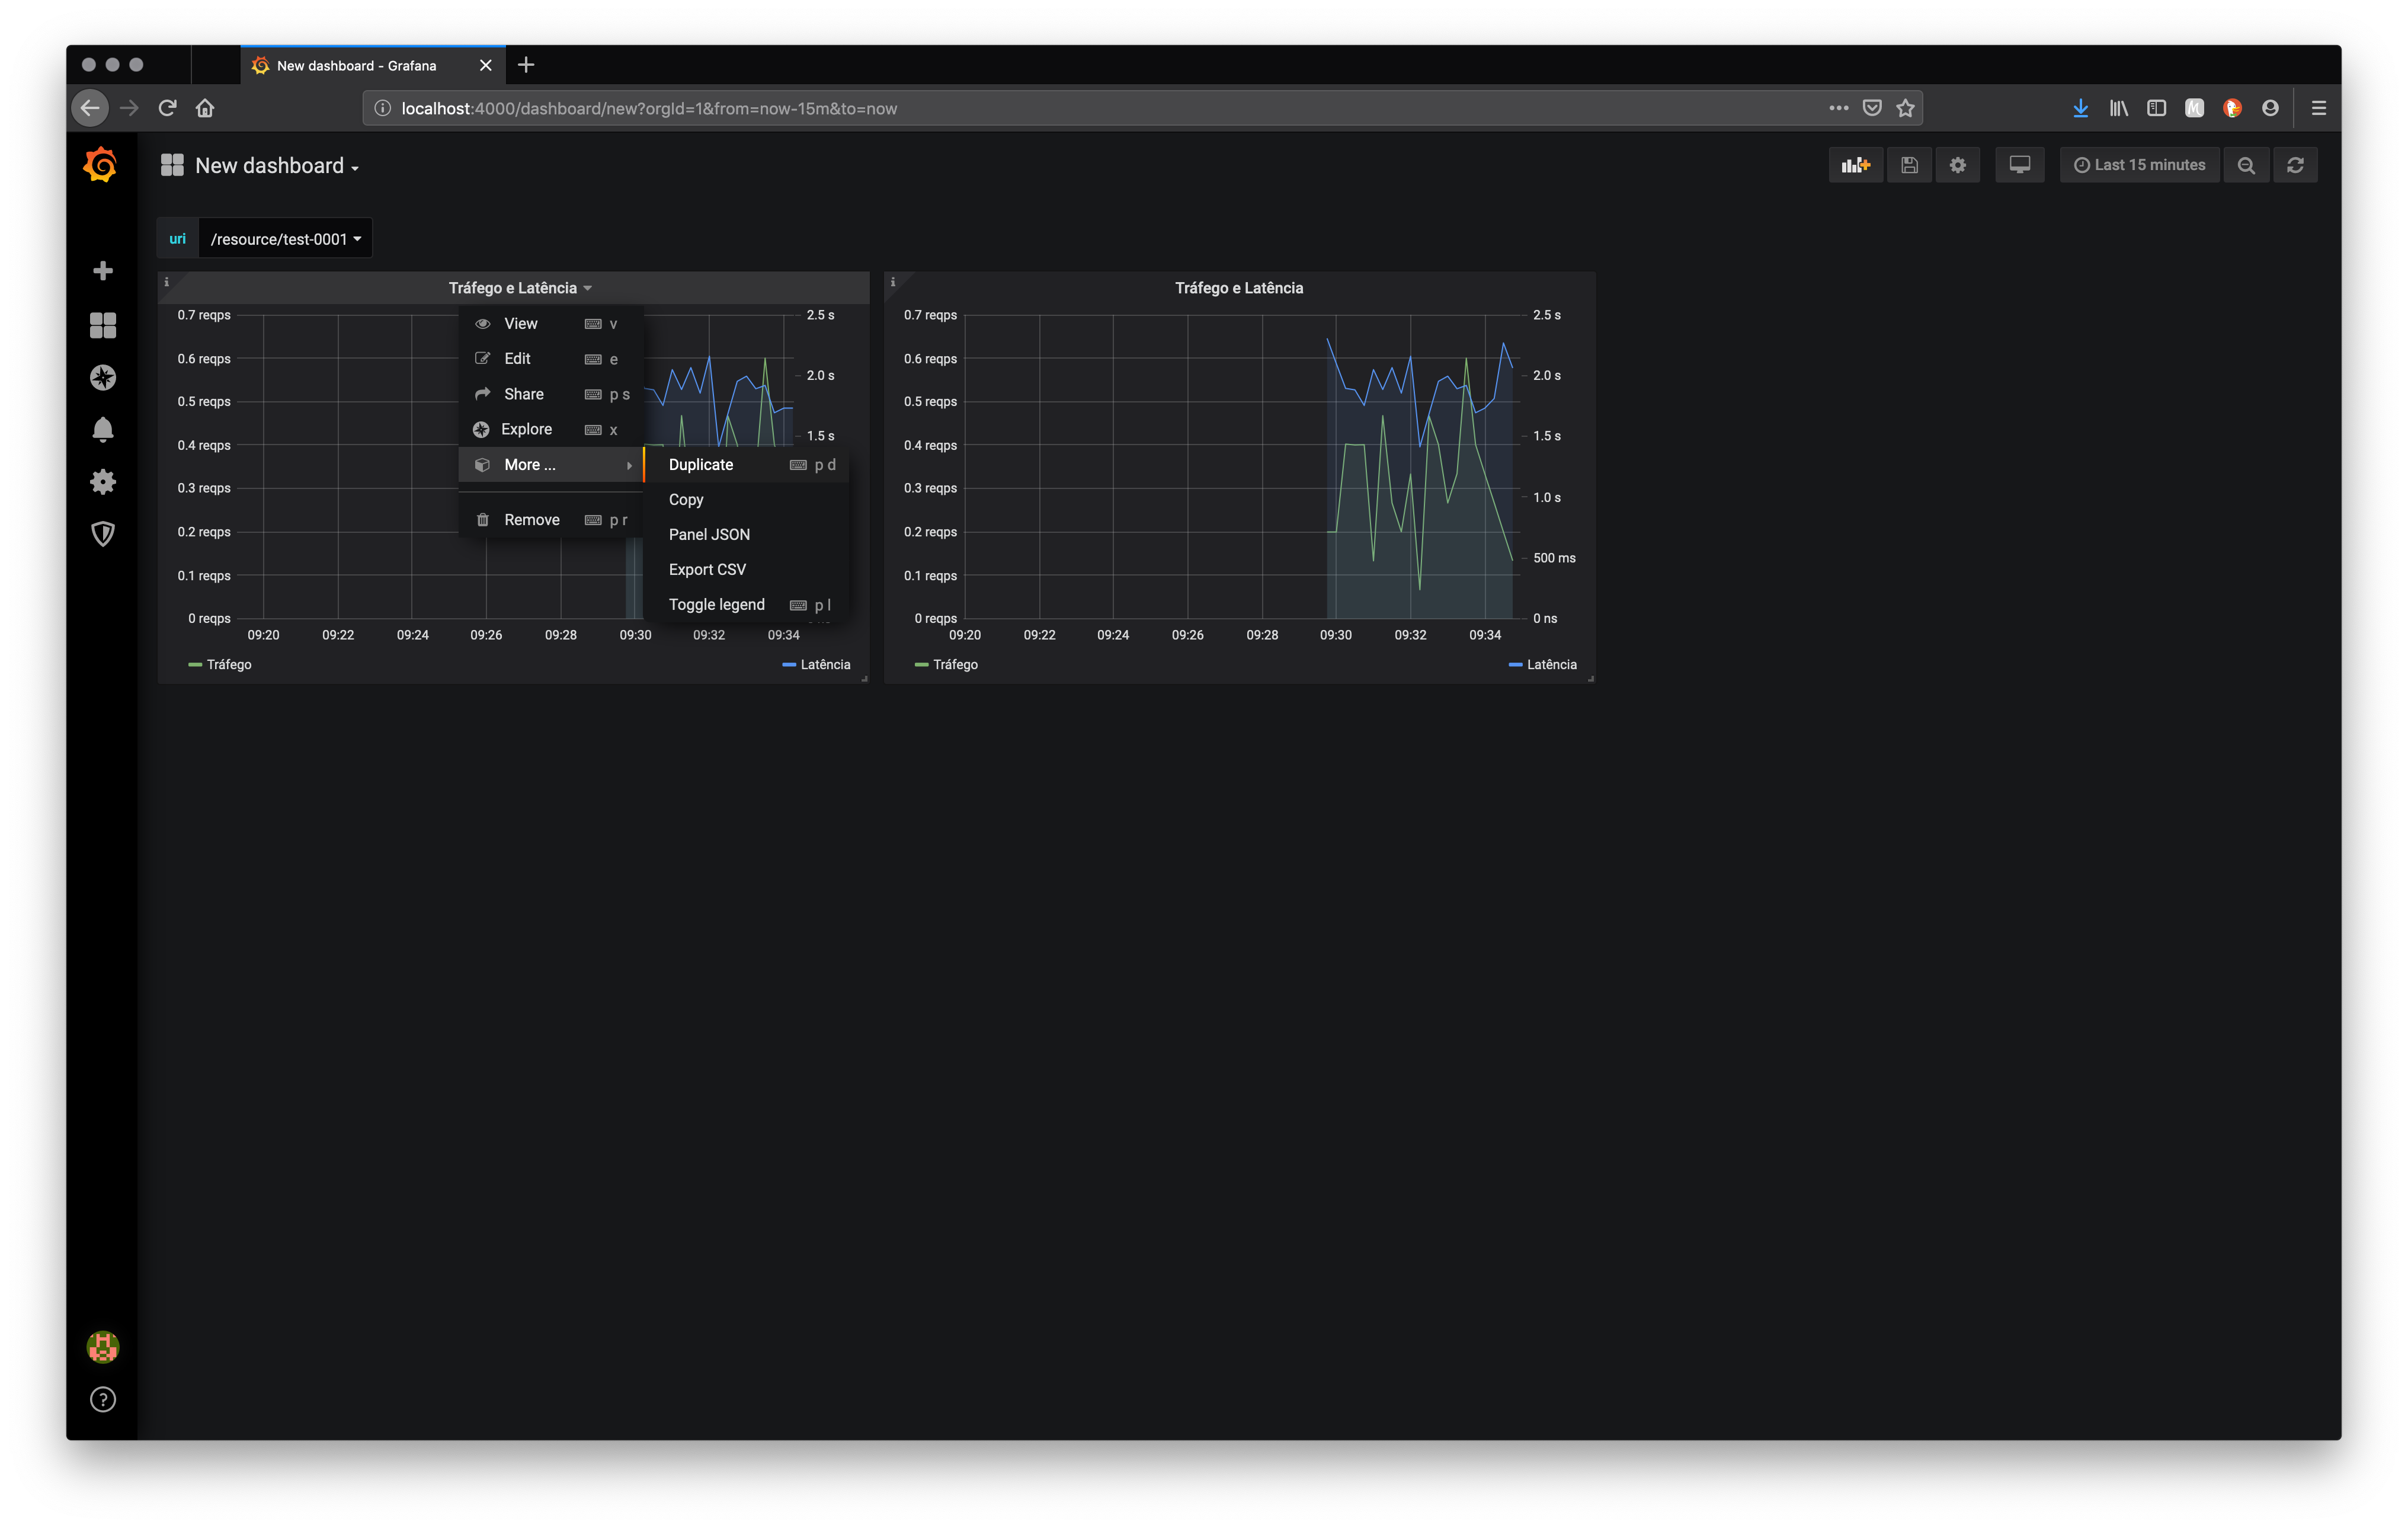 New dashboard - Grafana
localhost:4000/dashboard/new?orgId=1&from=now-15m&to=now
New dashboard
Last 15 minutes
uri /resource/test-0001
Tráfego e Latência
0.7 reqps
0.6 reqps
0.5 reqps
0.4 reqps
0.3 reqps
0.2 reqps
0.1 reqps
0 reqps
2.5 s
2.0 s
1.5 s
09:20 09:22 09:24 09:26 09:28 09:30 09:32 09:34
Tráfego Latência
View v
Edit e
Share p s
Explore x
More ...
Remove p r
Duplicate p d
Copy
Panel JSON
Export CSV
Toggle legend p l
Tráfego e Latência
0.7 reqps
0.6 reqps
0.5 reqps
0.4 reqps
0.3 reqps
0.2 reqps
0.1 reqps
0 reqps
2.5 s
2.0 s
1.5 s
1.0 s
500 ms
0 ns
09:20 09:22 09:24 09:26 09:28 09:30 09:32 09:34
Tráfego Latência